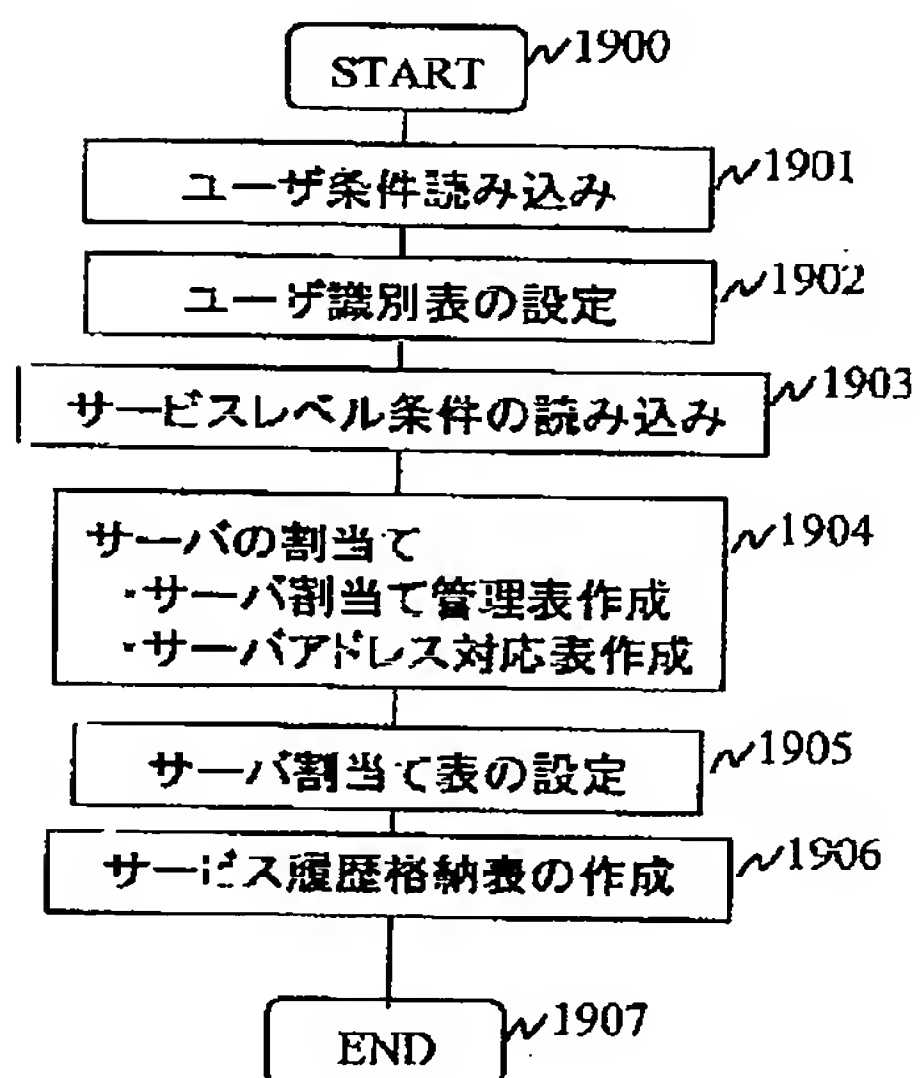 START 1900
ユーザ条件読み込み 1901
ユーザ識別表の設定 1902
サービスレベル条件の読み込み 1903
サーバの割当て 1904
・サーバ割当て管理表作成
・サーバアドレス対応表作成
サーバ割当て表の設定 1905
サービス履歴格納表の作成 1906
END 1907